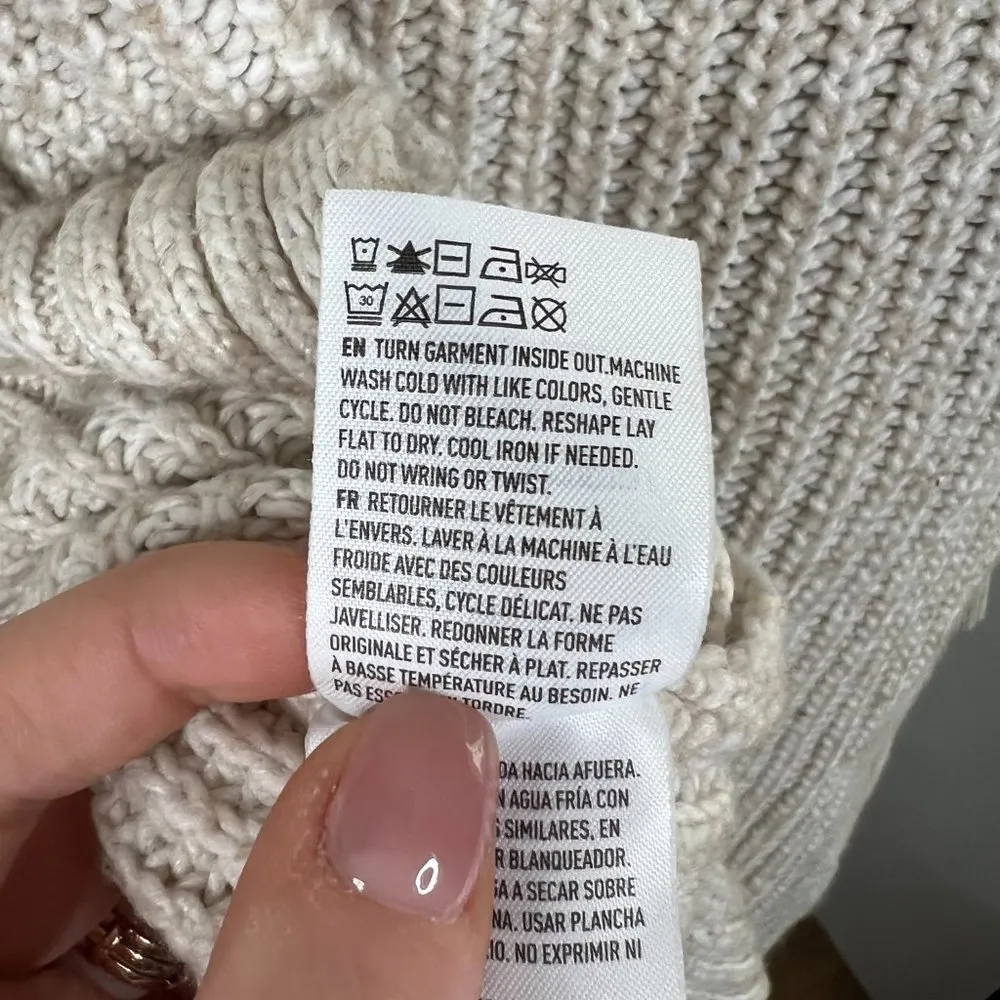 30
EN TURN GARMENT INSIDE OUT.MACHINE
WASH COLD WITH LIKE COLORS, GENTLE
CYCLE. DO NOT BLEACH. RESHAPE LAY
FLAT TO DRY. COOL IRON IF NEEDED.
DO NOT WRING OR TWIST.
FR RETOURNER LE VÊTEMENT À
L'ENVERS. LAVER À LA MACHINE À L'EAU
FROIDE AVEC DES COULEURS
SEMBLABLES, CYCLE DÉLICAT. NE PAS
JAVELLISER. REDONNER LA FORME
ORIGINALE ET SÉCHER À PLAT. REPASSER
À BASSE TEMPÉRATURE AU BESOIN. NE
PAS TORDRE.
HACIA AFUERA.
AGUA FRÍA CON
SIMILARES, EN
BLANQUEADOR.
A SECAR SOBRE
USAR PLANCHA
NO EXPRIMIR NI